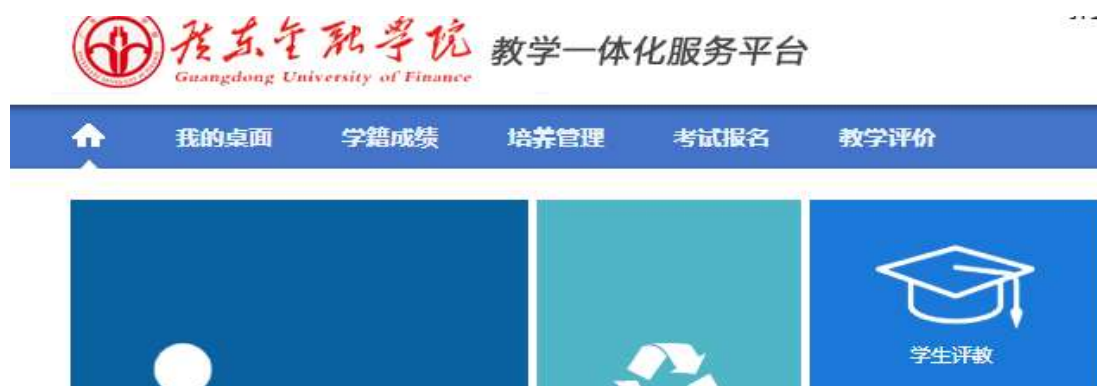 广东金融学院 教学一体化服务平台
Guangdong University of Finance
我的桌面 学籍成绩 培养管理 考试报名 教学评价
学生评教